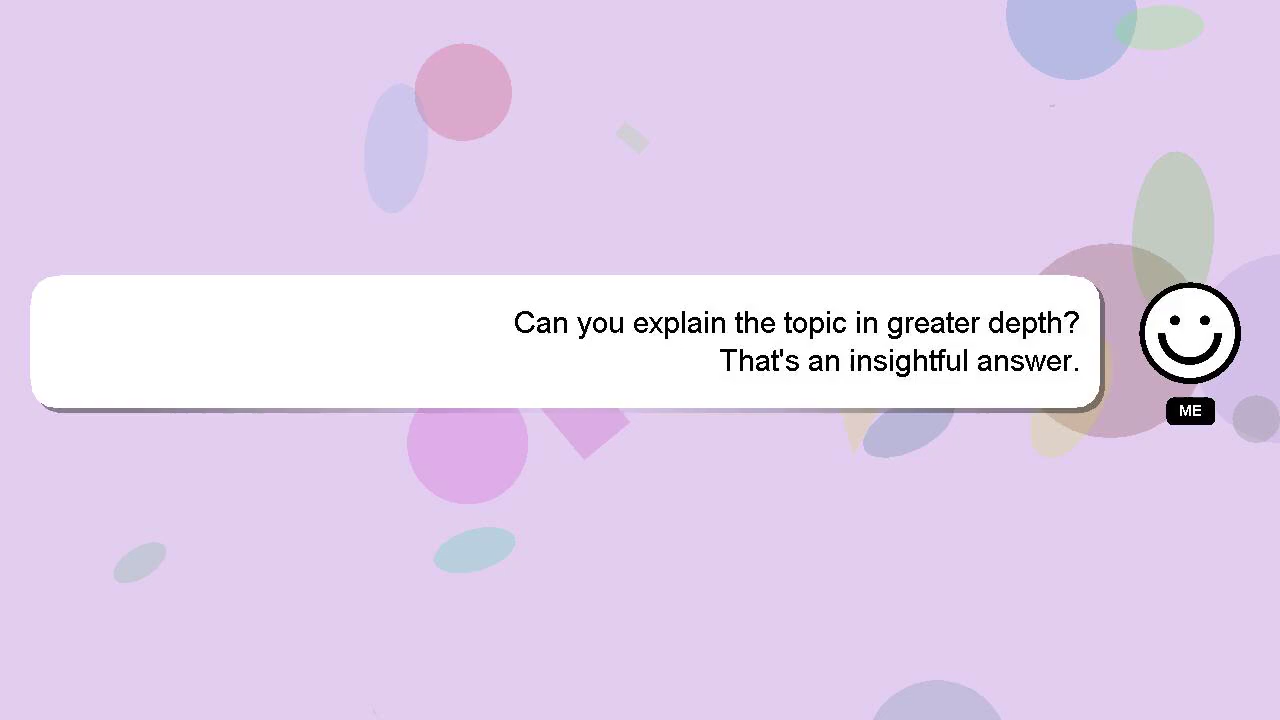 Can you explain the topic in greater depth?
That's an insightful answer.
ME